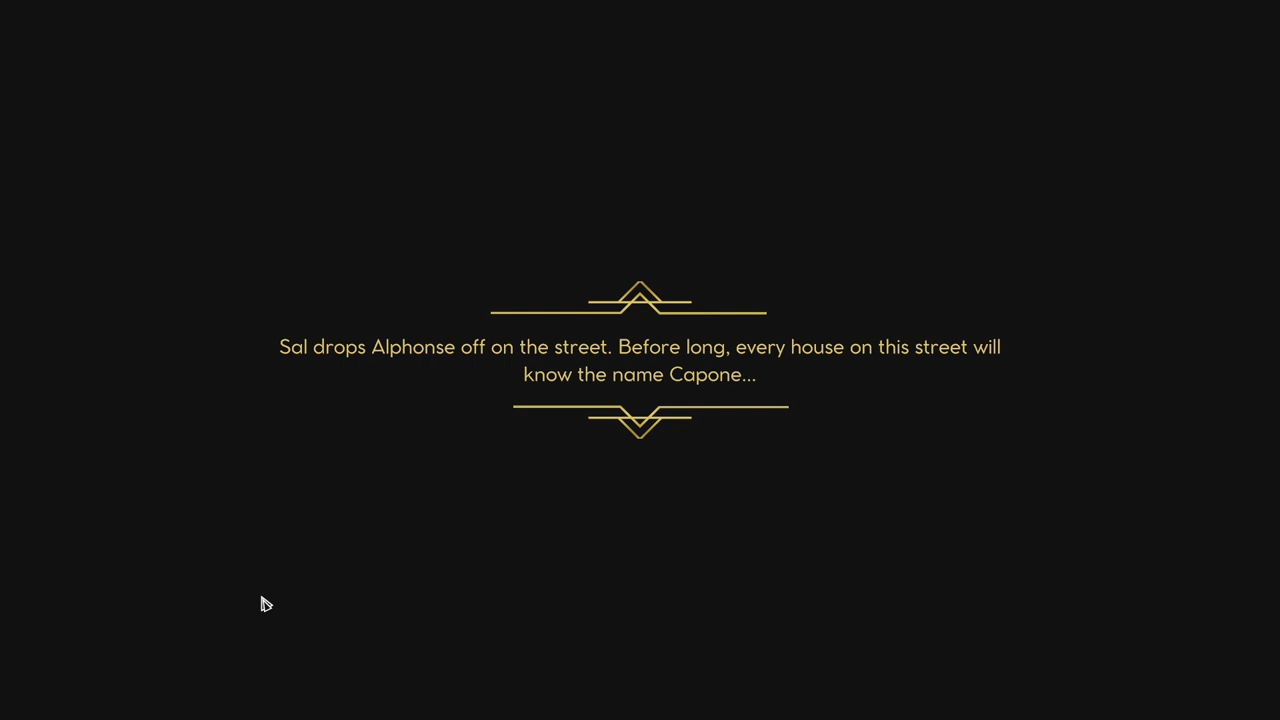 Sal drops Alphonse off on the street. Before long, every house on this street will
know the name Capone...